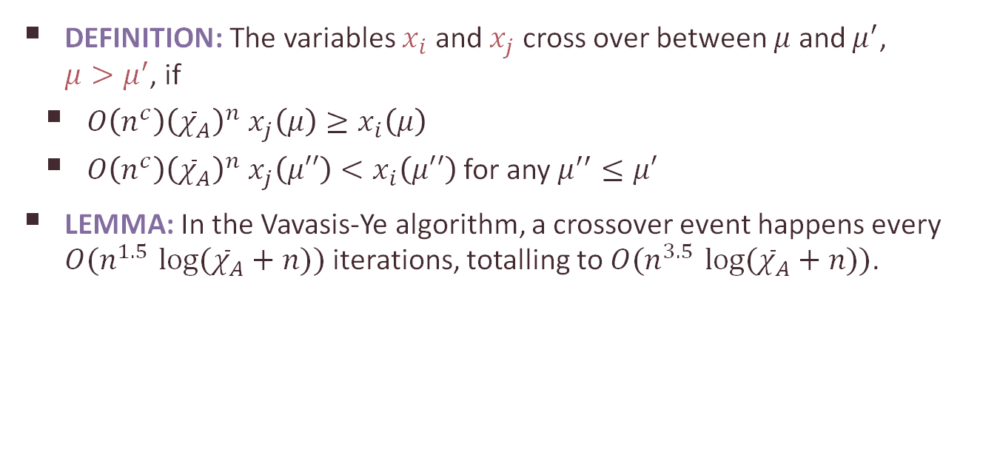 ▪ DEFINITION: The variables $x_i$ and $x_j$ cross over between $\mu$ and $\mu'$,
$\mu > \mu'$, if
▪ $O(n^c)(\bar{\chi}_A)^n \, x_j(\mu) \geq x_i(\mu)$
▪ $O(n^c)(\bar{\chi}_A)^n \, x_j(\mu'') < x_i(\mu'')$ for any $\mu'' \leq \mu'$
▪ LEMMA: In the Vavasis-Ye algorithm, a crossover event happens every
$O(n^{1.5} \log(\bar{\chi}_A + n))$ iterations, totalling to $O(n^{3.5} \log(\bar{\chi}_A + n))$.